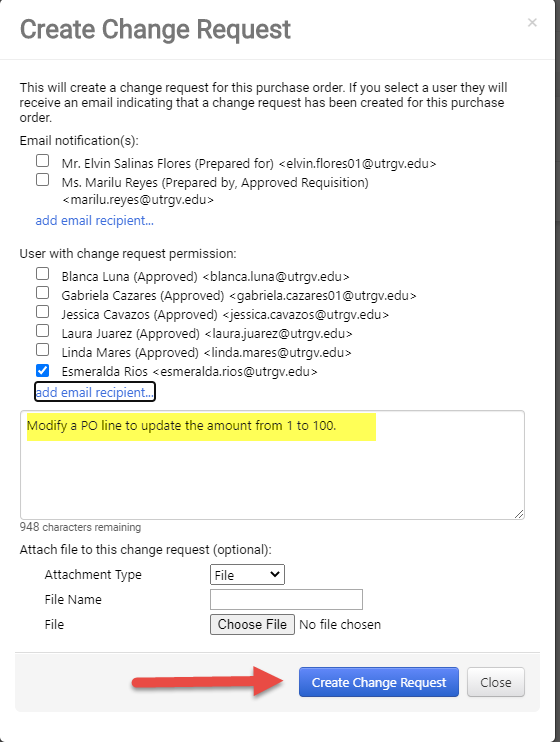 Create Change Request
×
This will create a change request for this purchase order. If you select a user they will
receive an email indicating that a change request has been created for this purchase
order.
Email notification(s):
Mr. Elvin Salinas Flores (Prepared for) <elvin.flores01@utrgv.edu>
Ms. Marilu Reyes (Prepared by, Approved Requisition)
<marilu.reyes@utrgv.edu>
add email recipient...
User with change request permission:
Blanca Luna (Approved) <blanca.luna@utrgv.edu>
Gabriela Cazares (Approved) <gabriela.cazares01@utrgv.edu>
Jessica Cavazos (Approved) <jessica.cavazos@utrgv.edu>
Laura Juarez (Approved) <laura.juarez@utrgv.edu>
Linda Mares (Approved) <linda.mares@utrgv.edu>
Esmeralda Rios <esmeralda.rios@utrgv.edu>
add email recipient...
Modify a PO line to update the amount from 1 to 100.
948 characters remaining
Attach file to this change request (optional):
Attachment Type File
File Name
File Choose File No file chosen
Create Change Request Close